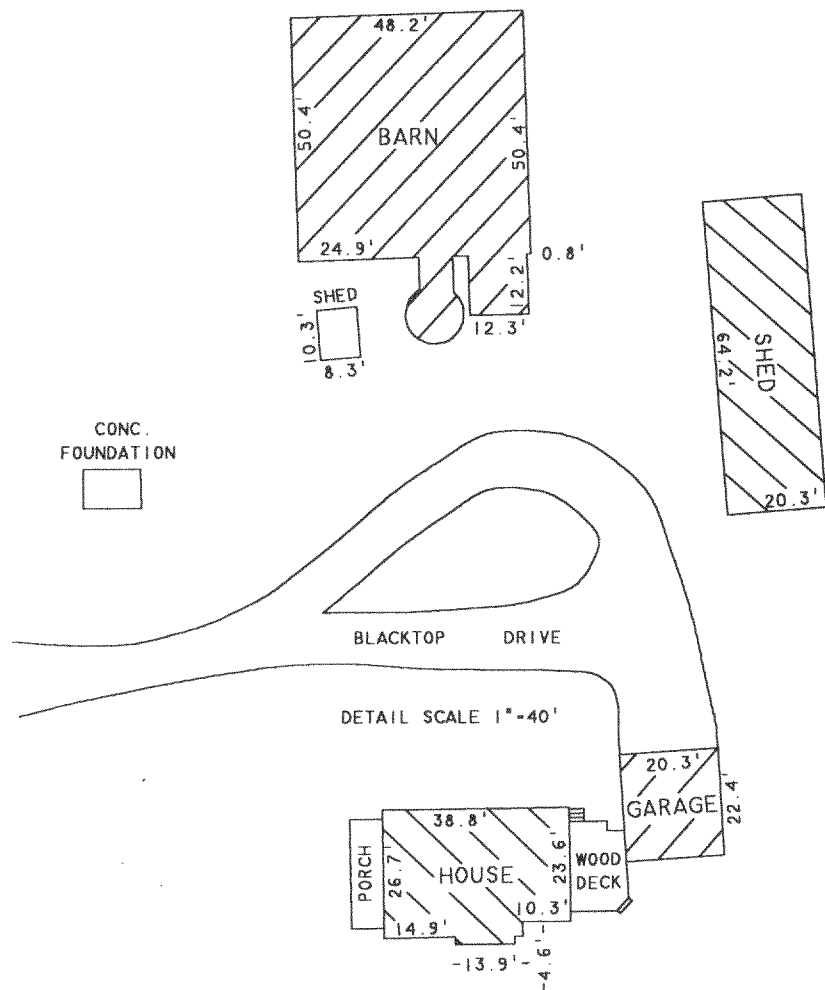 48.2'
50.4'
BARN
50.4'
24.9'
0.8'
12.2'
12.3'
SHED
10.3'
8.3'
SHED
64.2'
20.3'
CONC.
FOUNDATION
BLACKTOP DRIVE
DETAIL SCALE 1"-40'
20.3'
GARAGE
22.4'
38.8'
PORCH
26.7'
HOUSE
23.6'
WOOD
DECK
14.9'
10.3'
-13.9'-
-4.6'-